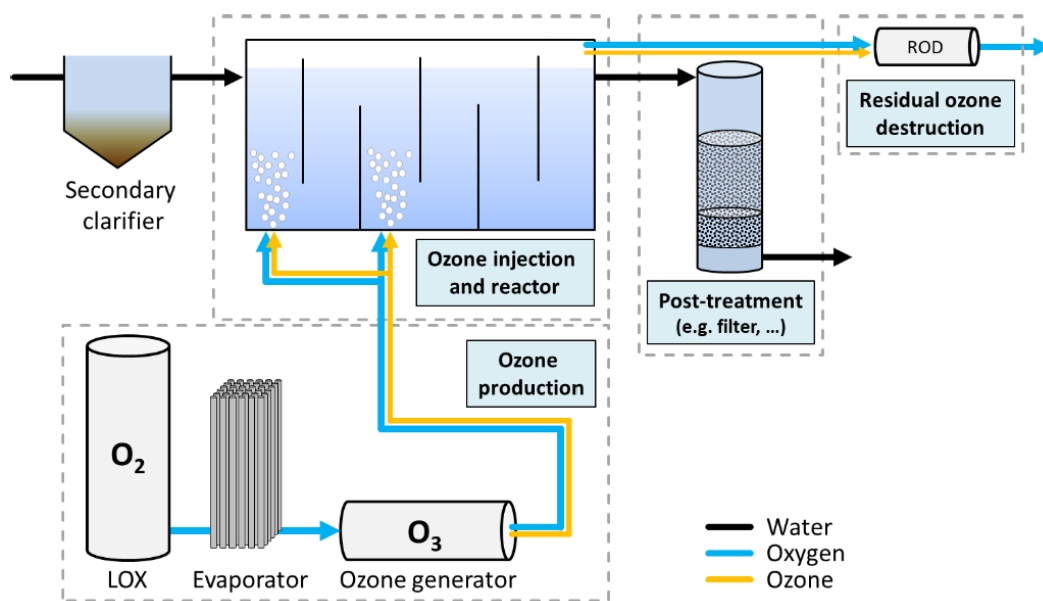 ROD
Residual ozone
destruction
Secondary
clarifier
Ozone injection
and reactor
Post-treatment
(e.g. filter, ...)
Ozone
production
O₂
O₃
LOX
Evaporator
Ozone generator
Water
Oxygen
Ozone